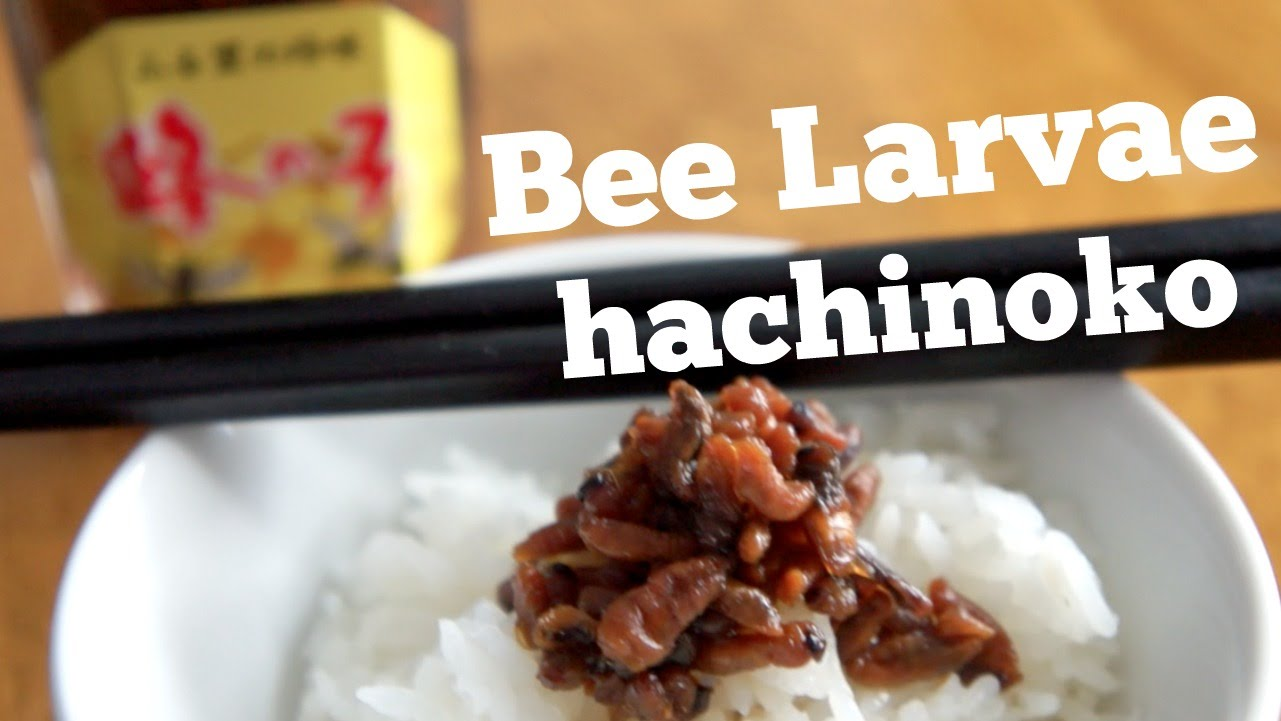 蜂の子
Bee Larvae
hachinoko